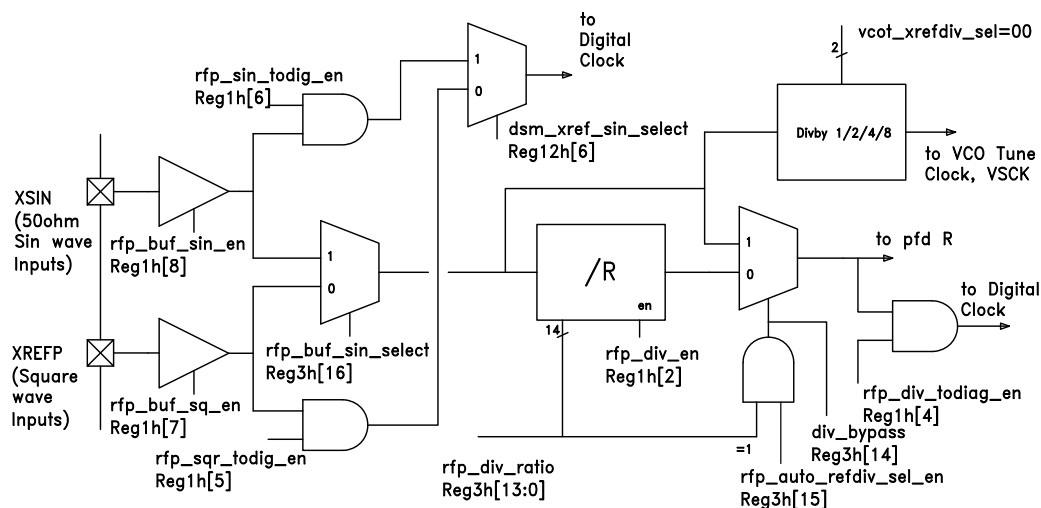 to
Digital
Clock
vcot_xrefdiv_sel=00
2
rfp_sin_todig_en
Reg1h[6]
1
0
dsm_xref_sin_select
Reg12h[6]
Divby 1/2/4/8
to VCO Tune
Clock, VSCK
XSIN
(50ohm
Sin wave
Inputs)
rfp_buf_sin_en
Reg1h[8]
1
0
/R
en
1
0
to pfd R
14
to Digital
Clock
rfp_buf_sin_select
Reg3h[16]
rfp_div_en
Reg1h[2]
XREFP
(Square
wave
Inputs)
rfp_buf_sq_en
Reg1h[7]
rfp_div_todiag_en
Reg1h[4]
div_bypass
Reg3h[14]
=1
rfp_sqr_todig_en
Reg1h[5]
rfp_div_ratio
Reg3h[13:0]
rfp_auto_refdiv_sel_en
Reg3h[15]